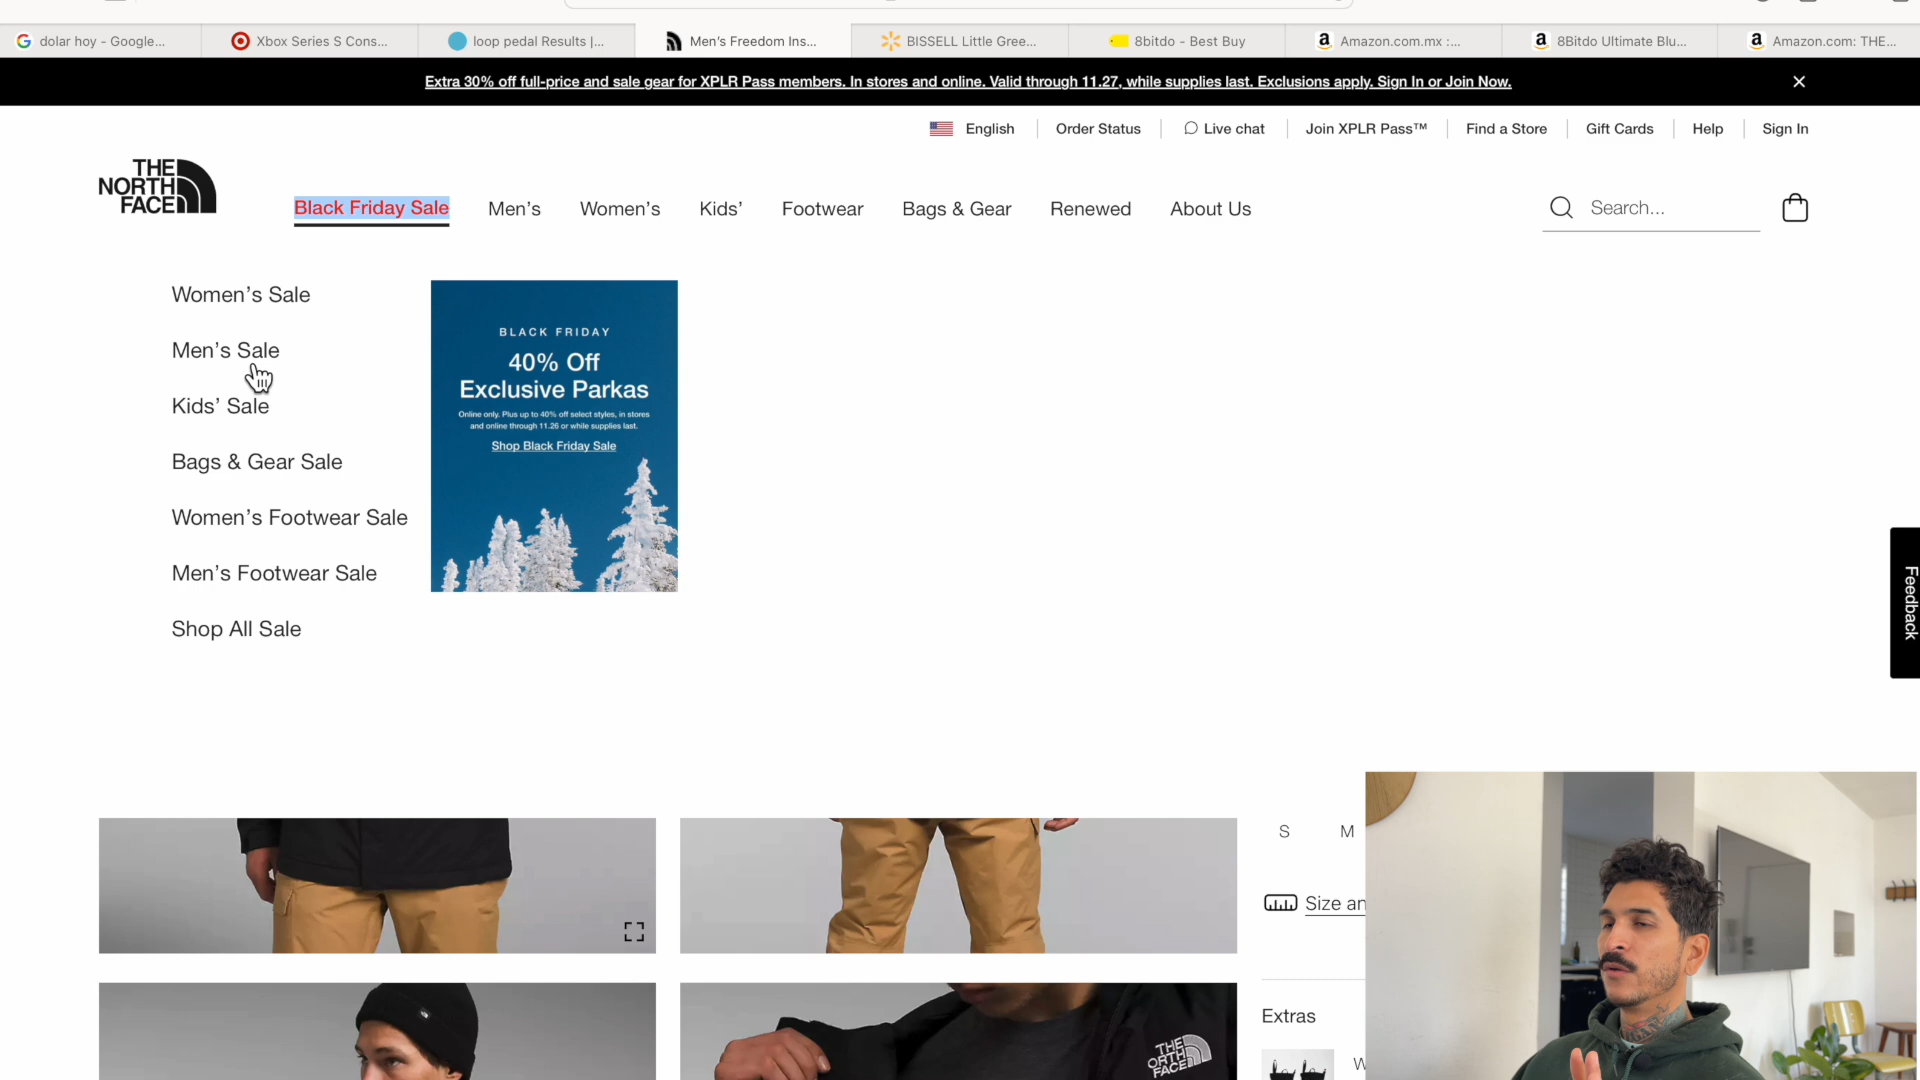 dolar hoy - Google...
Xbox Series S Cons...
loop pedal Results |...
Men's Freedom Ins...
BISSELL Little Gree...
8bitdo - Best Buy
Amazon.com.mx :...
8Bitdo Ultimate Blu...
Amazon.com: THE...
Extra 30% off full-price and sale gear for XPLR Pass members. In stores and online. Valid through 11.27, while supplies last. Exclusions apply. Sign In or Join Now.
English
Order Status
Live chat
Join XPLR Pass™
Find a Store
Gift Cards
Help
Sign In
THE
NORTH
FACE
Black Friday Sale
Men's
Women's
Kids'
Footwear
Bags & Gear
Renewed
About Us
Search...
Women's Sale
Men's Sale
Kids' Sale
Bags & Gear Sale
Women's Footwear Sale
Men's Footwear Sale
Shop All Sale
BLACK FRIDAY
40% Off
Exclusive Parkas
Online only. Plus up to 40% off select styles, in stores
and online through 11.26 or while supplies last.
Shop Black Friday Sale
Feedback
S
M
Size an
Extras
W
THE
NORTH
FACE